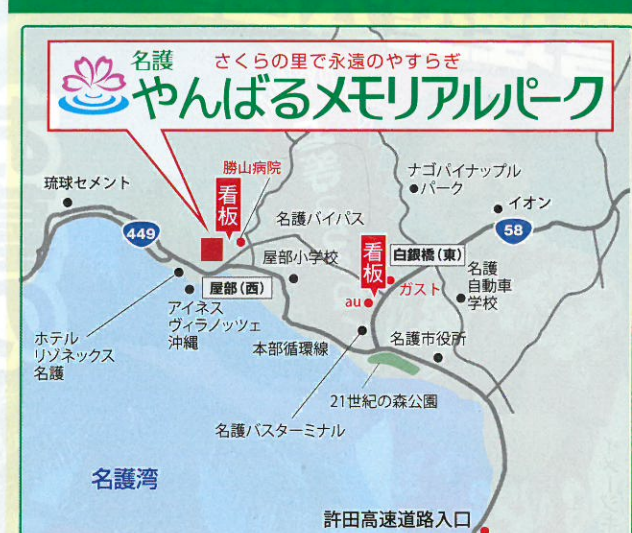 名護
さくらの里で永遠のやすらぎ
やんばるメモリアルパーク
勝山病院
琉球セメント
看板
ナゴパイナップル
パーク
イオン
名護バイパス
449
58
屋部小学校
看板
白銀橋(東)
屋部(西)
au
ガスト
名護
自動車
学校
アイネス
ヴィラノッツェ
沖縄
ホテル
リゾネックス
名護
本部循環線
名護市役所
21世紀の森公園
名護バスターミナル
名護湾
許田高速道路入口